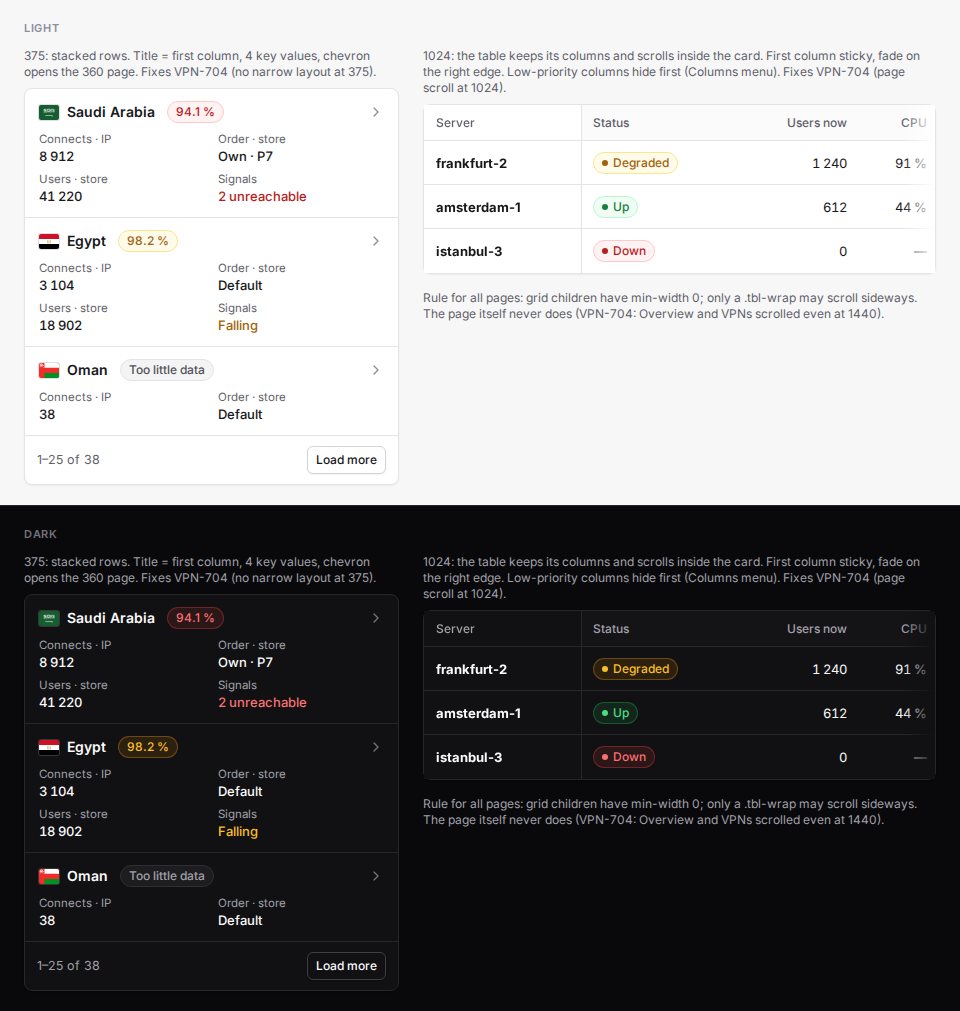 LIGHT
375: stacked rows. Title = first column, 4 key values, chevron
opens the 360 page. Fixes VPN-704 (no narrow layout at 375).
Saudi Arabia 94.1 %
Connects · IP Order · store
8 912 Own · P7
Users · store Signals
41 220 2 unreachable
Egypt 98.2 %
Connects · IP Order · store
3 104 Default
Users · store Signals
18 902 Falling
Oman Too little data
Connects · IP Order · store
38 Default
1–25 of 38 Load more
1024: the table keeps its columns and scrolls inside the card. First column sticky, fade on
the right edge. Low-priority columns hide first (Columns menu). Fixes VPN-704 (page
scroll at 1024).
Server Status Users now CPU
frankfurt-2 Degraded 1 240 91 %
amsterdam-1 Up 612 44 %
istanbul-3 Down 0 —
Rule for all pages: grid children have min-width 0; only a .tbl-wrap may scroll sideways.
The page itself never does (VPN-704: Overview and VPNs scrolled even at 1440).
DARK
375: stacked rows. Title = first column, 4 key values, chevron
opens the 360 page. Fixes VPN-704 (no narrow layout at 375).
Saudi Arabia 94.1 %
Connects · IP Order · store
8 912 Own · P7
Users · store Signals
41 220 2 unreachable
Egypt 98.2 %
Connects · IP Order · store
3 104 Default
Users · store Signals
18 902 Falling
Oman Too little data
Connects · IP Order · store
38 Default
1–25 of 38 Load more
1024: the table keeps its columns and scrolls inside the card. First column sticky, fade on
the right edge. Low-priority columns hide first (Columns menu). Fixes VPN-704 (page
scroll at 1024).
Server Status Users now CPU
frankfurt-2 Degraded 1 240 91 %
amsterdam-1 Up 612 44 %
istanbul-3 Down 0 —
Rule for all pages: grid children have min-width 0; only a .tbl-wrap may scroll sideways.
The page itself never does (VPN-704: Overview and VPNs scrolled even at 1440).